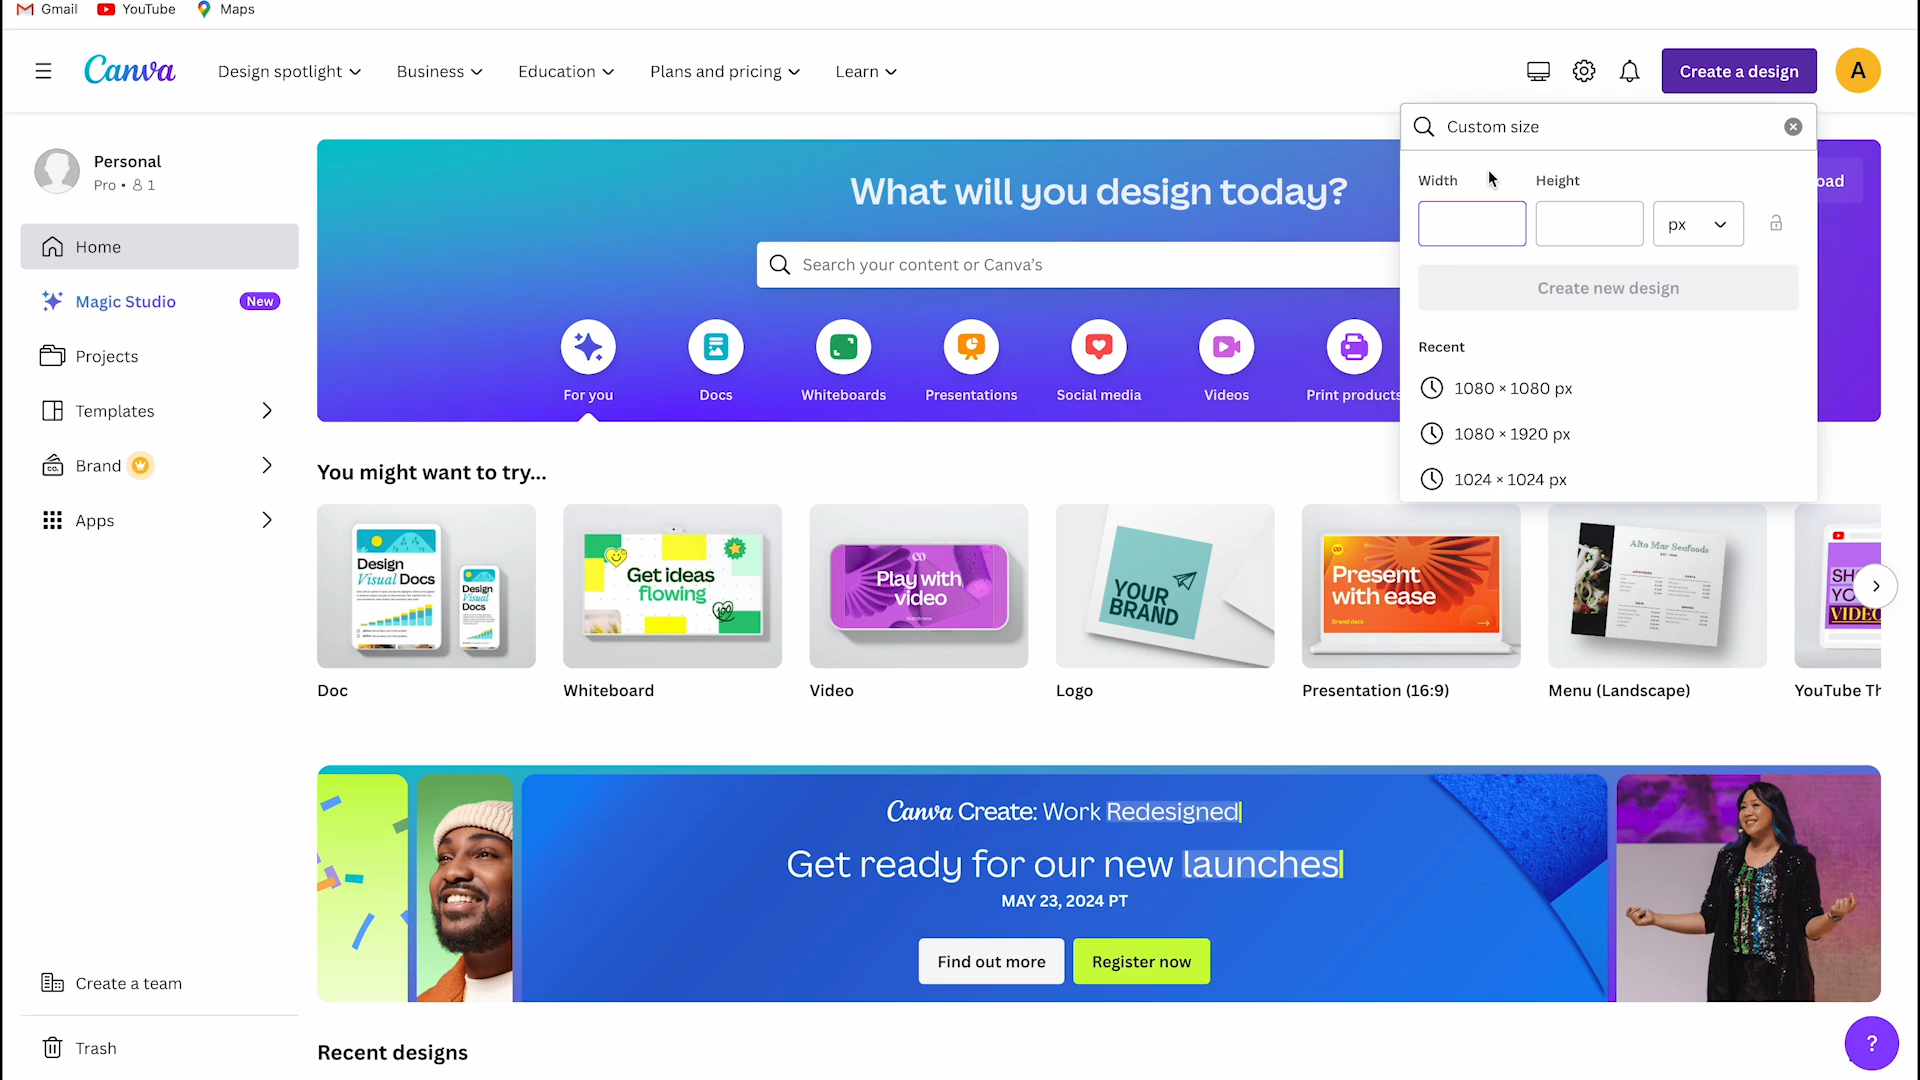 Gmail YouTube Maps
Canva Design spotlight Business Education Plans and pricing Learn Create a design A
Custom size
Width Height
px
Create new design
Recent
1080 × 1080 px
1080 × 1920 px
1024 × 1024 px
Personal
Pro • 1
Home
Magic Studio New
Projects
Templates
Brand
Apps
Create a team
Trash
What will you design today?
oad
Search your content or Canva's
For you Docs Whiteboards Presentations Social media Videos Print products
You might want to try...
Design
Visual Docs
Design
Visual
Docs
Get ideas
flowing
100
Play with
video
YOUR
BRAND
Present
with ease
Brand deck
Alta Mar Seafoods
SH
YO
VIDEO
Doc Whiteboard Video Logo Presentation (16:9) Menu (Landscape) YouTube Th
Canva Create: Work Redesigned
Get ready for our new launches
MAY 23, 2024 PT
Find out more Register now
Recent designs
?